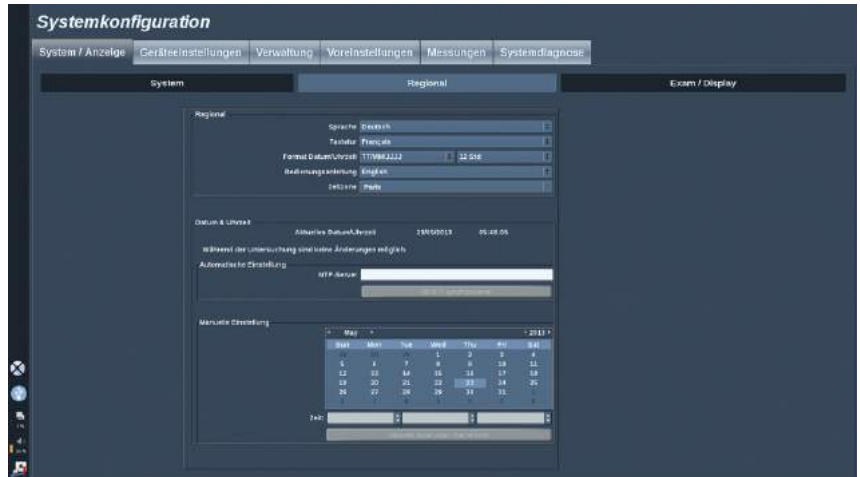 Systemkonfiguration
System / Anzeige Geräteeinstellungen Verwaltung Voreinstellungen Messungen Systemdiagnose
System Regional Exam / Display
Regional
Sprache Deutsch
Tastatur Français
Format Datum/Uhrzeit TT/MM/JJJJ 12 Std
Bedienungsanleitung English
Zeitzone Paris
Datum & Uhrzeit
Aktuelles Datum/Uhrzeit 23/05/2013 05:48:05
Während der Untersuchung sind keine Änderungen möglich
Automatische Einstellung
NTP-Server
Manuelle Einstellung
May 2013
Sun Mon Tue Wed Thu Fri Sat
1 2 3 4
5 6 7 8 9 10 11
12 13 14 15 16 17 18
19 20 21 22 23 24 25
26 27 28 29 30 31
Zeit: